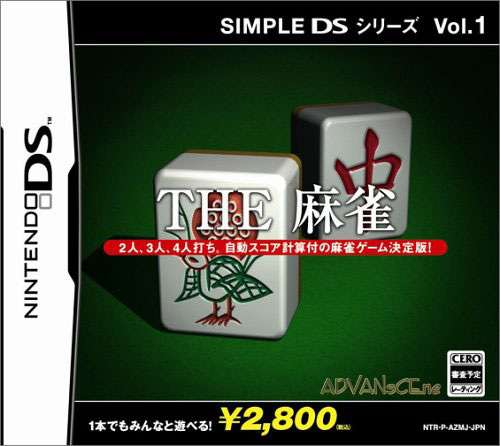 SIMPLE DS シリーズ Vol.1
NINTENDO DS
中
THE 麻雀
2人、3人、4人打ち。自動スコア計算付の麻雀ゲーム決定版!
ADVANsCEne
CERO
審査予定
レーティング
1本でもみんなと遊べる! ¥2,800(税込)
NTR-P-AZMJ-JPN